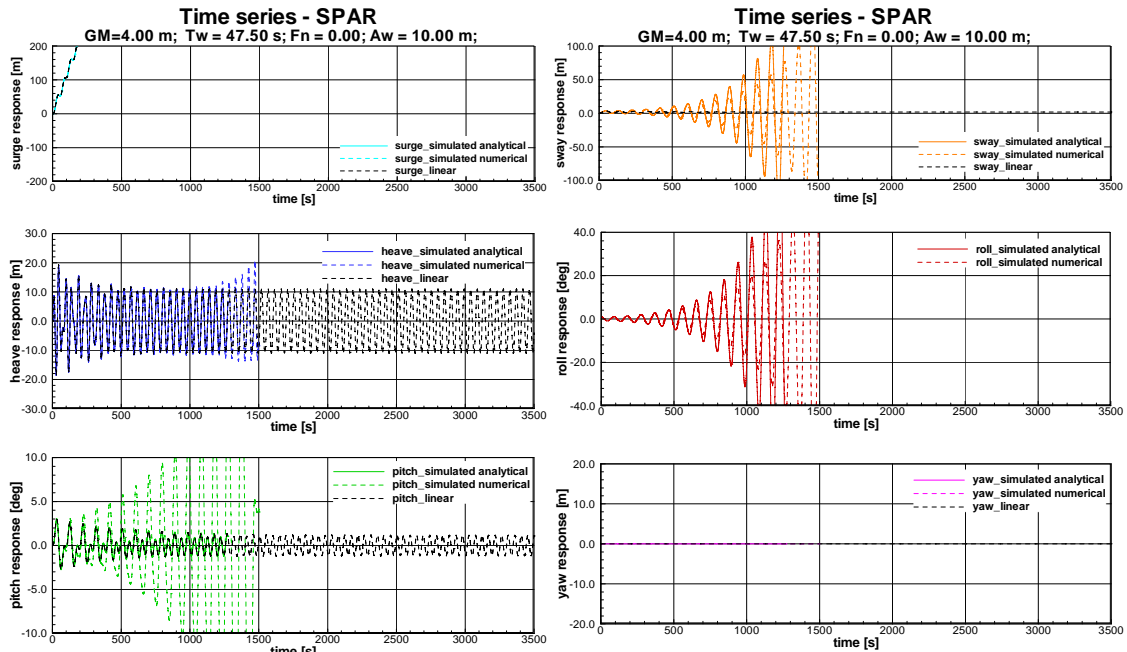 Time series - SPAR
GM=4.00 m;  Tw = 47.50 s; Fn = 0.00; Aw = 10.00 m;
surge response [m]
200
100
0
-100
-200
surge_simulated analytical
surge_simulated numerical
surge_linear
0 500 1000 1500 2000 2500 3000 3500
time [s]
heave response [m]
30.0
20.0
10.0
0.0
-10.0
-20.0
-30.0
heave_simulated analytical
heave_simulated numerical
heave_linear
0 500 1000 1500 2000 2500 3000 3500
time [s]
pitch response [deg]
10.0
5.0
0.0
-5.0
-10.0
pitch_simulated analytical
pitch_simulated numerical
pitch_linear
0 500 1000 1500 2000 2500 3000 3500
time [s]
Time series - SPAR
GM=4.00 m;  Tw = 47.50 s; Fn = 0.00; Aw = 10.00 m;
sway response [m]
100.0
50.0
0.0
-50.0
-100.0
sway_simulated analytical
sway_simulated numerical
sway_linear
0 500 1000 1500 2000 2500 3000 3500
time [s]
roll response [deg]
40.0
20.0
0.0
-20.0
-40.0
roll_simulated analytical
roll_simulated numerical
0 500 1000 1500 2000 2500 3000 3500
time [s]
yaw response [m]
20.0
10.0
0.0
-10.0
-20.0
yaw_simulated analytical
yaw_simulated numerical
yaw_linear
0 500 1000 1500 2000 2500 3000 3500
time [s]